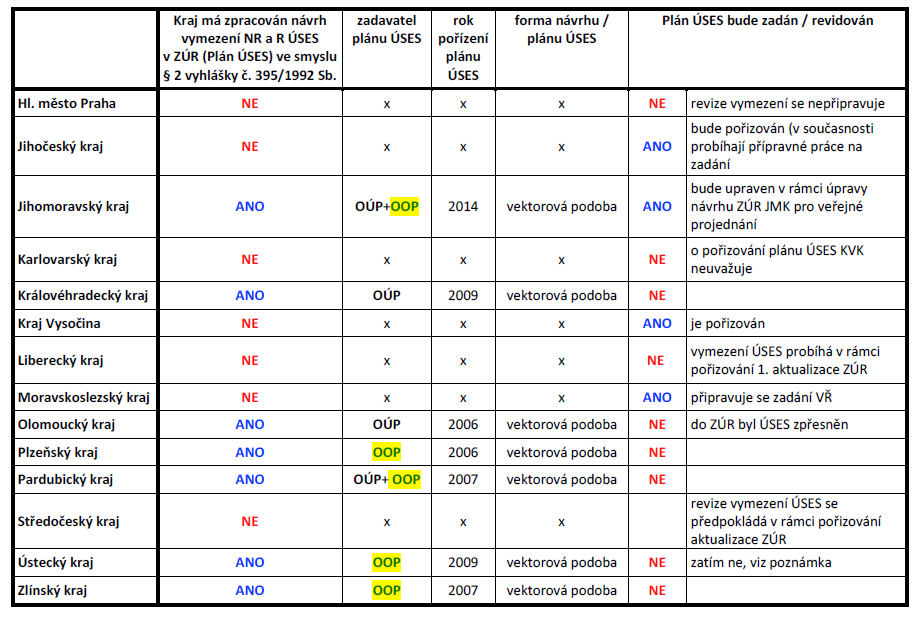 Kraj má zpracován návrh vymezení NR a R ÚSES v ZÚR (Plán ÚSES) ve smyslu § 2 vyhlášky č. 395/1992 Sb. zadavatel plánu ÚSES rok pořízení plánu ÚSES forma návrhu / plánu ÚSES Plán ÚSES bude zadán / revidován
Hl. město Praha NE x x x NE revize vymezení se nepřipravuje
Jihočeský kraj NE x x x ANO bude pořizován (v současnosti probíhají přípravné práce na zadání
Jihomoravský kraj ANO OÚP+OOP 2014 vektorová podoba ANO bude upraven v rámci úpravy návrhu ZÚR JMK pro veřejné projednání
Karlovarský kraj NE x x x NE o pořizování plánu ÚSES KVK neuvažuje
Královéhradecký kraj ANO OÚP 2009 vektorová podoba NE
Kraj Vysočina NE x x x ANO je pořizován
Liberecký kraj NE x x x NE vymezení ÚSES probíhá v rámci pořizování 1. aktualizace ZÚR
Moravskoslezský kraj NE x x x ANO připravuje se zadání VŘ
Olomoucký kraj ANO OÚP 2006 vektorová podoba NE do ZÚR byl ÚSES zpřesněn
Plzeňský kraj ANO OOP 2006 vektorová podoba NE
Pardubický kraj ANO OÚP+ OOP 2007 vektorová podoba NE
Středočeský kraj NE x x x revize vymezení ÚSES se předpokládá v rámci pořizování aktualizace ZÚR
Ústecký kraj ANO OOP 2009 vektorová podoba NE zatím ne, viz poznámka
Zlínský kraj ANO OOP 2007 vektorová podoba NE